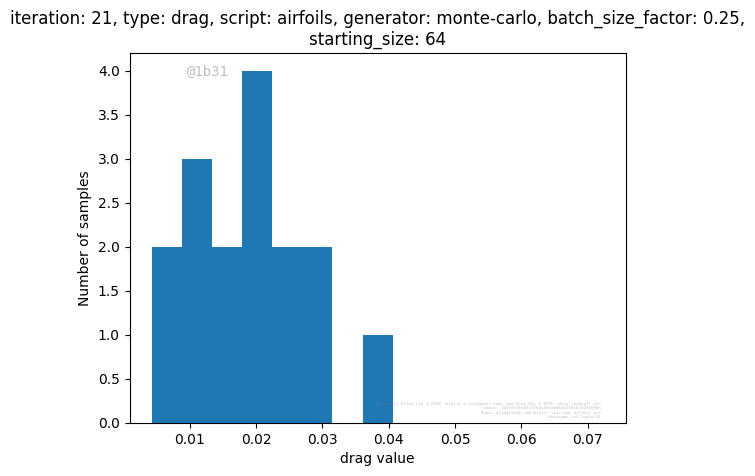 iteration: 21, type: drag, script: airfoils, generator: monte-carlo, batch_size_factor: 0.25,
starting_size: 64
@1b31
4.0
3.5
3.0
2.5
2.0
1.5
1.0
0.5
0.0
Number of samples
0.01 0.02 0.03 0.04 0.05 0.06 0.07
drag value